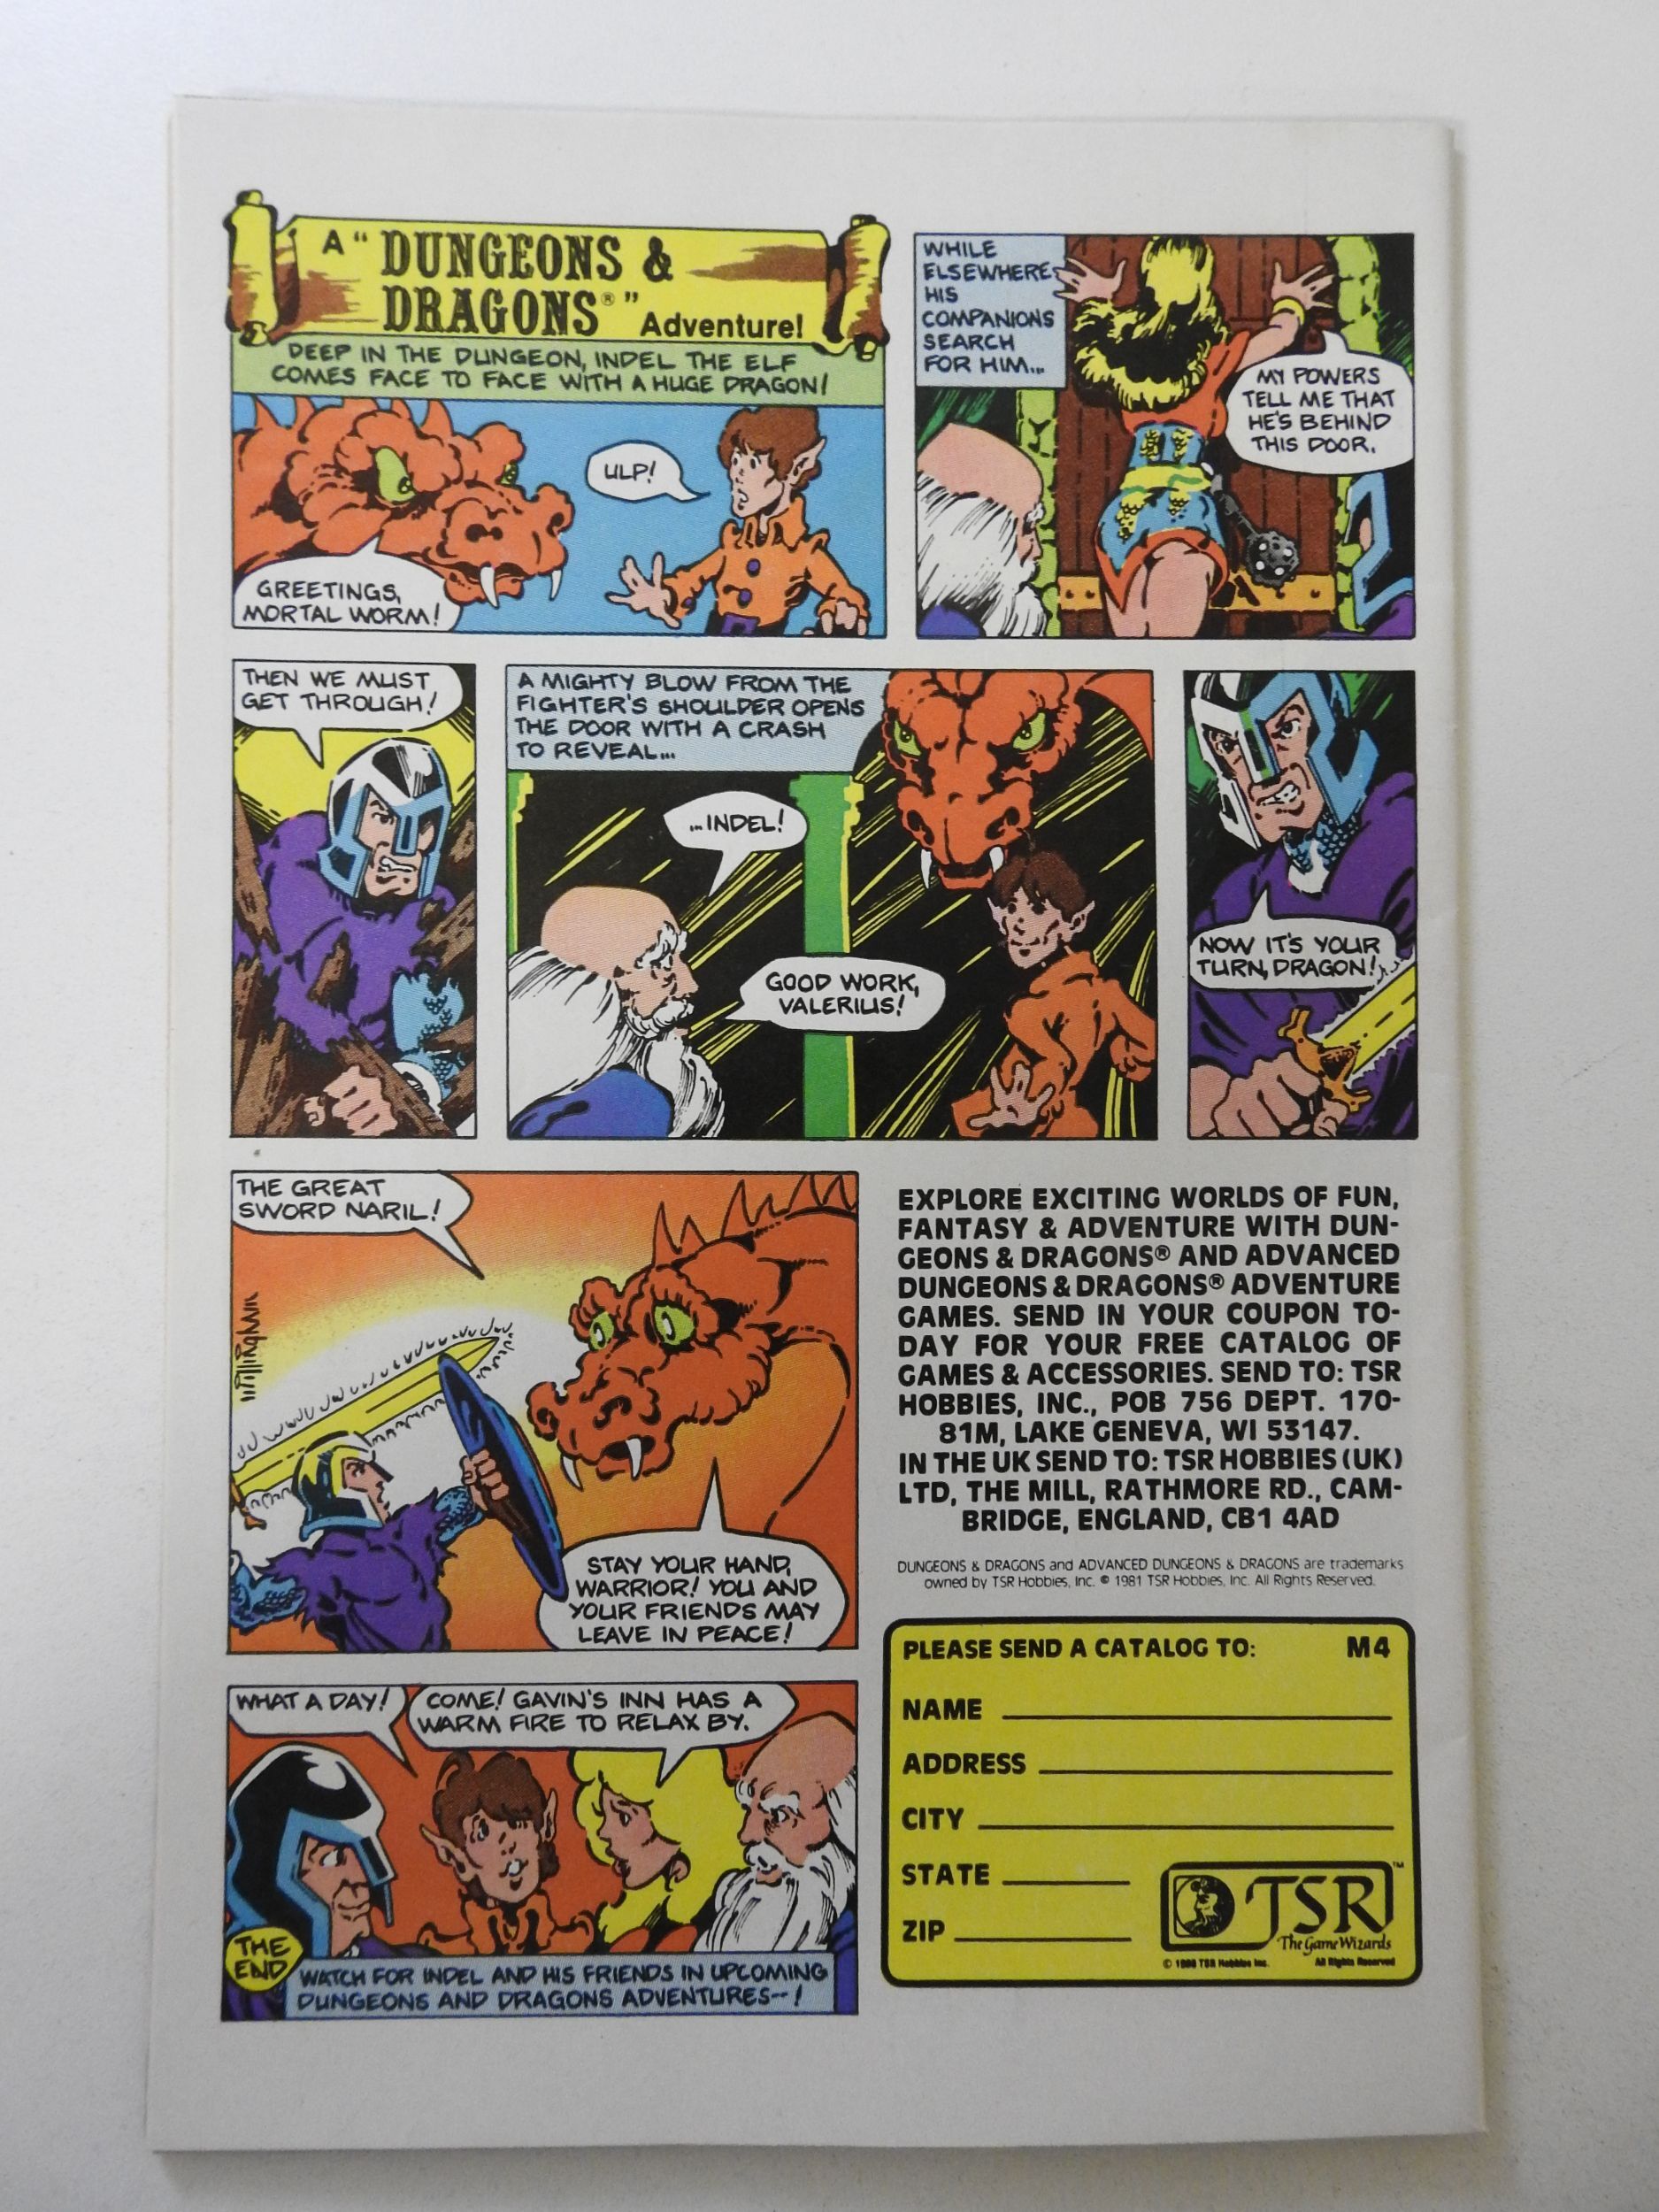 A "DUNGEONS &
DRAGONS®"
Adventure!
DEEP IN THE DUNGEON, INDEL THE ELF
COMES FACE TO FACE WITH A HUGE DRAGON!
ULP!
GREETINGS,
MORTAL WORM!
WHILE
ELSEWHERE
HIS
COMPANIONS
SEARCH
FOR HIM...
MY POWERS
TELL ME THAT
HE'S BEHIND
THIS DOOR.
THEN WE MUST
GET THROUGH!
A MIGHTY BLOW FROM THE
FIGHTER'S SHOULDER OPENS
THE DOOR WITH A CRASH
TO REVEAL...
...INDEL!
GOOD WORK,
VALERIUS!
NOW IT'S YOUR
TURN, DRAGON!
THE GREAT
SWORD NARIL!
STAY YOUR HAND,
WARRIOR! YOU AND
YOUR FRIENDS MAY
LEAVE IN PEACE!
WHAT A DAY!
COME! GAVIN'S INN HAS A
WARM FIRE TO RELAX BY.
THE
END
WATCH FOR INDEL AND HIS FRIENDS IN UPCOMING
DUNGEONS AND DRAGONS ADVENTURES--!
EXPLORE EXCITING WORLDS OF FUN,
FANTASY & ADVENTURE WITH DUN-
GEONS & DRAGONS® AND ADVANCED
DUNGEONS & DRAGONS® ADVENTURE
GAMES. SEND IN YOUR COUPON TO-
DAY FOR YOUR FREE CATALOG OF
GAMES & ACCESSORIES. SEND TO: TSR
HOBBIES, INC., POB 756 DEPT. 170-
81M, LAKE GENEVA, WI 53147.
IN THE UK SEND TO: TSR HOBBIES (UK)
LTD, THE MILL, RATHMORE RD., CAM-
BRIDGE, ENGLAND, CB1 4AD
DUNGEONS & DRAGONS and ADVANCED DUNGEONS & DRAGONS are trademarks
owned by TSR Hobbies, Inc. © 1981 TSR Hobbies, Inc. All Rights Reserved.
PLEASE SEND A CATALOG TO: M4
NAME
ADDRESS
CITY
STATE
ZIP
TSR™
The Game Wizards
© 1980 TSR Hobbies Inc. All Rights Reserved